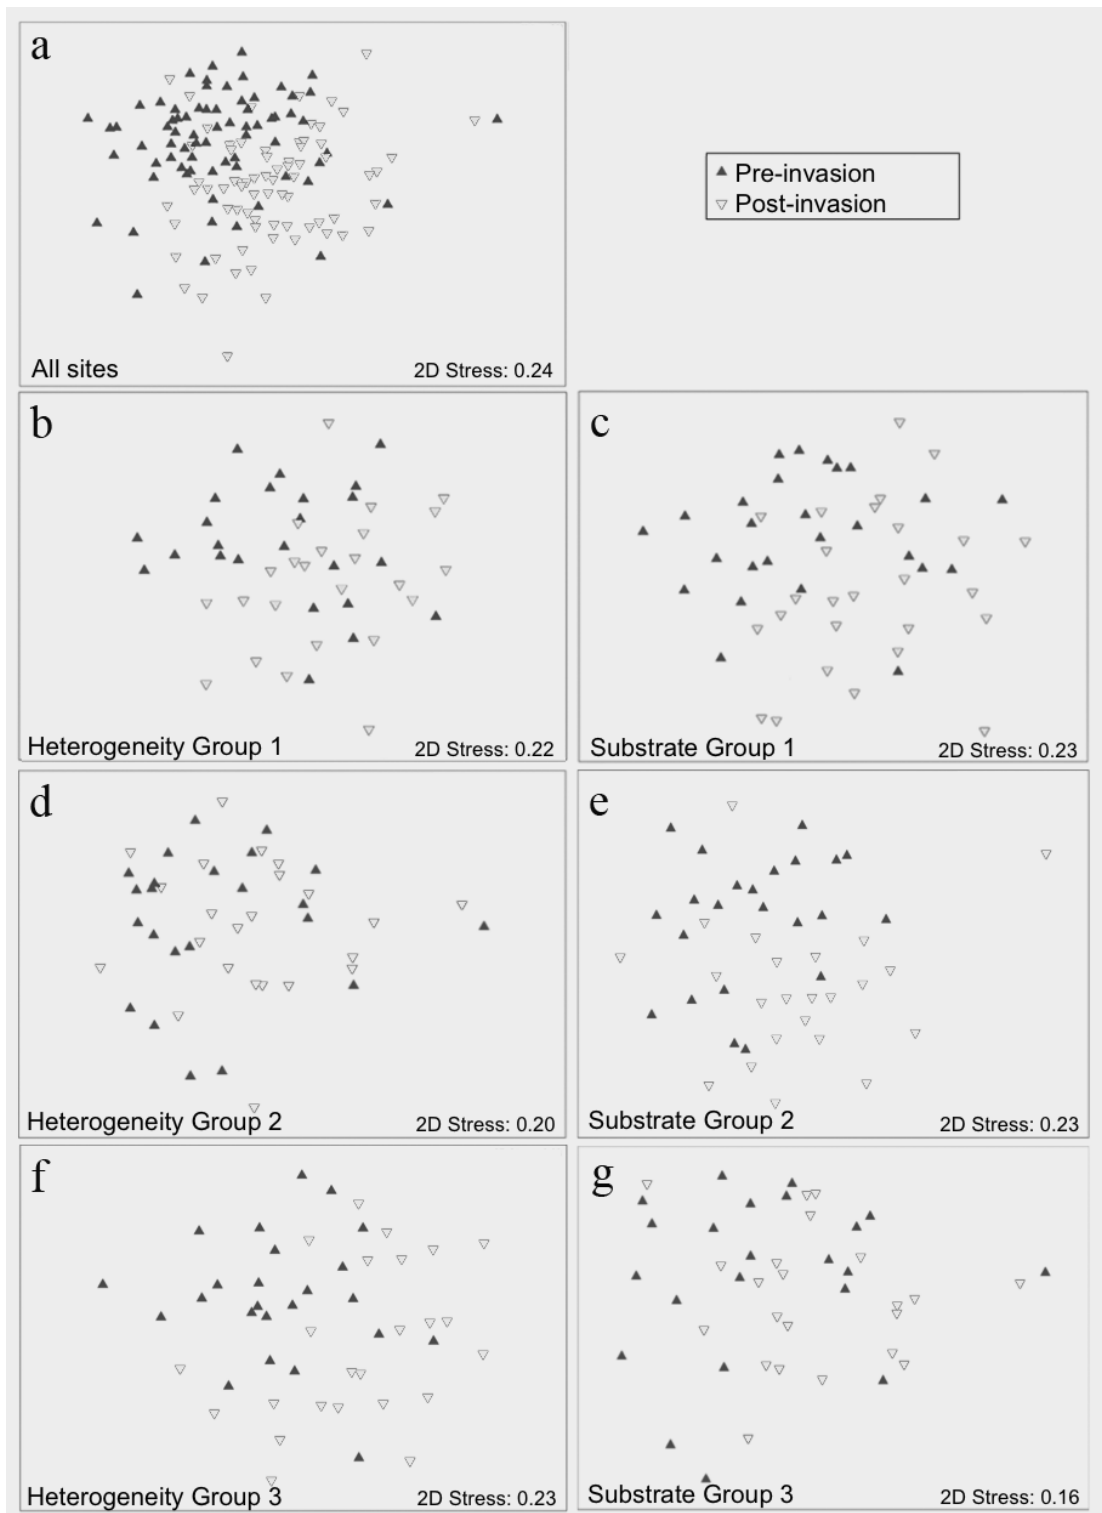 a
▲ Pre-invasion
▽ Post-invasion
All sites
2D Stress: 0.24
b
Heterogeneity Group 1
2D Stress: 0.22
c
Substrate Group 1
2D Stress: 0.23
d
Heterogeneity Group 2
2D Stress: 0.20
e
Substrate Group 2
2D Stress: 0.23
f
Heterogeneity Group 3
2D Stress: 0.23
g
Substrate Group 3
2D Stress: 0.16